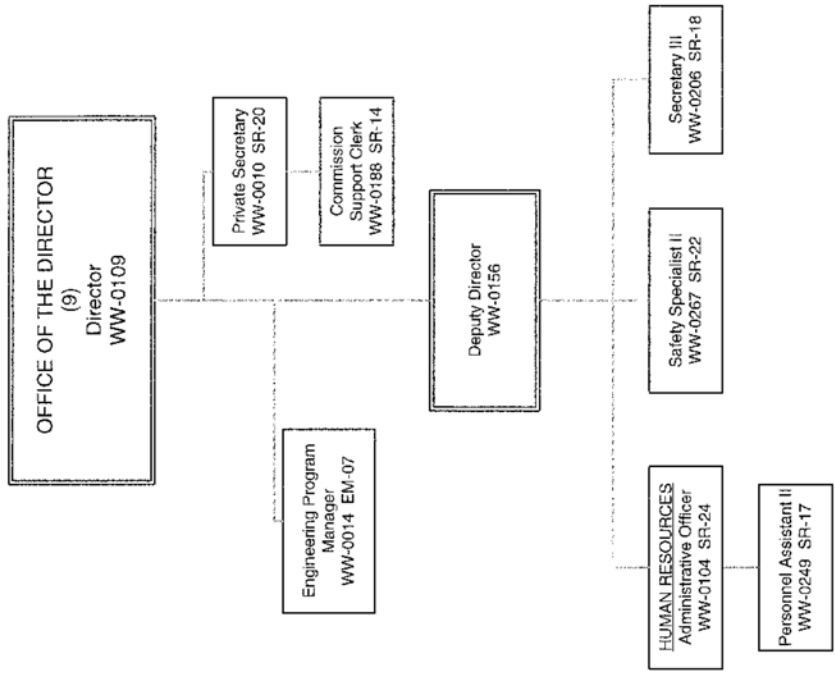 OFFICE OF THE DIRECTOR
(9)
Director
WW-0109
Private Secretary
WW-0010 SR-20
Commission
Support Clerk
WW-0188 SR-14
Engineering Program
Manager
WW-0014 EM-07
Deputy Director
WW-0156
HUMAN RESOURCES
Administrative Officer
WW-0104 SR-24
Personnel Assistant II
WW-0249 SR-17
Safety Specialist II
WW-0267 SR-22
Secretary III
WW-0206 SR-18